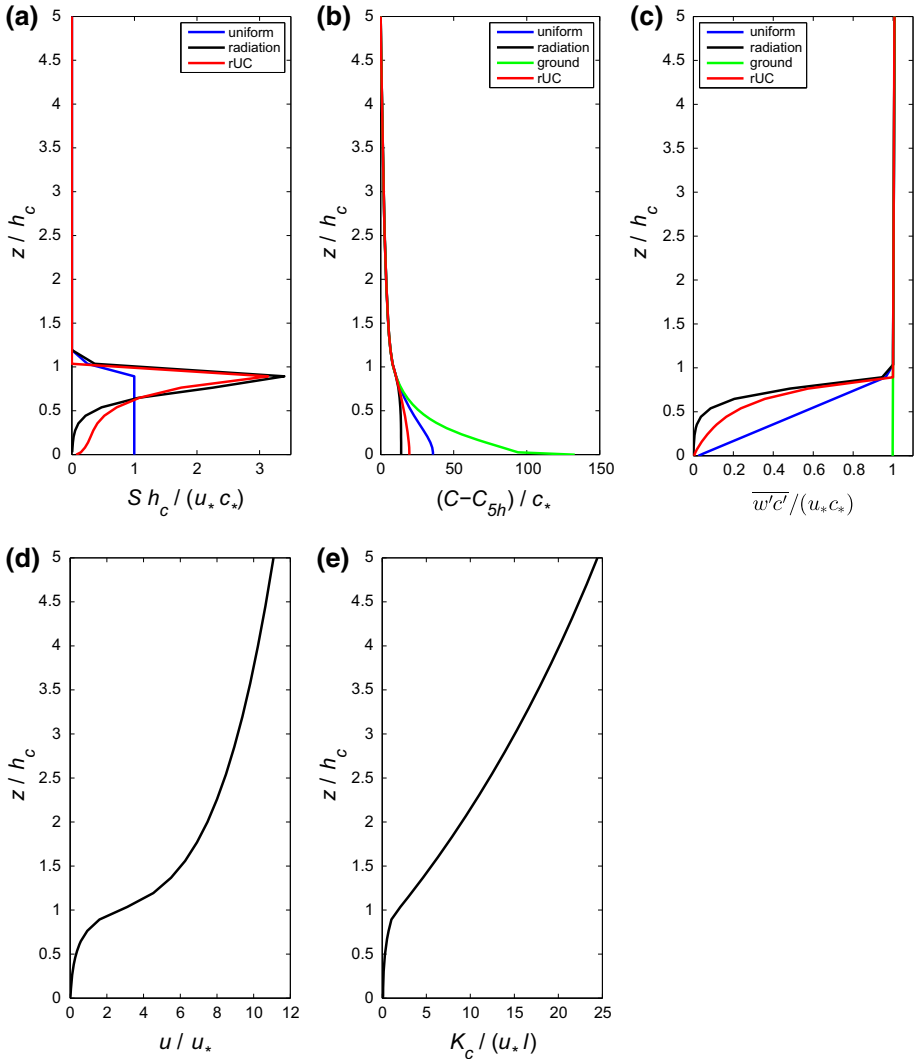 (a)
5
4.5
4
3.5
3
2.5
2
1.5
1
0.5
0
z / h_c
0 1 2 3
S h_c / (u_* c_*)
uniform
radiation
rUC
(b)
5
4.5
4
3.5
3
2.5
2
1.5
1
0.5
0
z / h_c
0 50 100 150
(C−C_5h) / c_*
uniform
radiation
ground
rUC
(c)
5
4.5
4
3.5
3
2.5
2
1.5
1
0.5
0
z / h_c
0 0.2 0.4 0.6 0.8 1
w'c'/(u_*c_*)
uniform
radiation
ground
rUC
(d)
5
4.5
4
3.5
3
2.5
2
1.5
1
0.5
0
z / h_c
0 2 4 6 8 10 12
u / u_*
(e)
5
4.5
4
3.5
3
2.5
2
1.5
1
0.5
0
z / h_c
0 5 10 15 20 25
K_c / (u_* l)